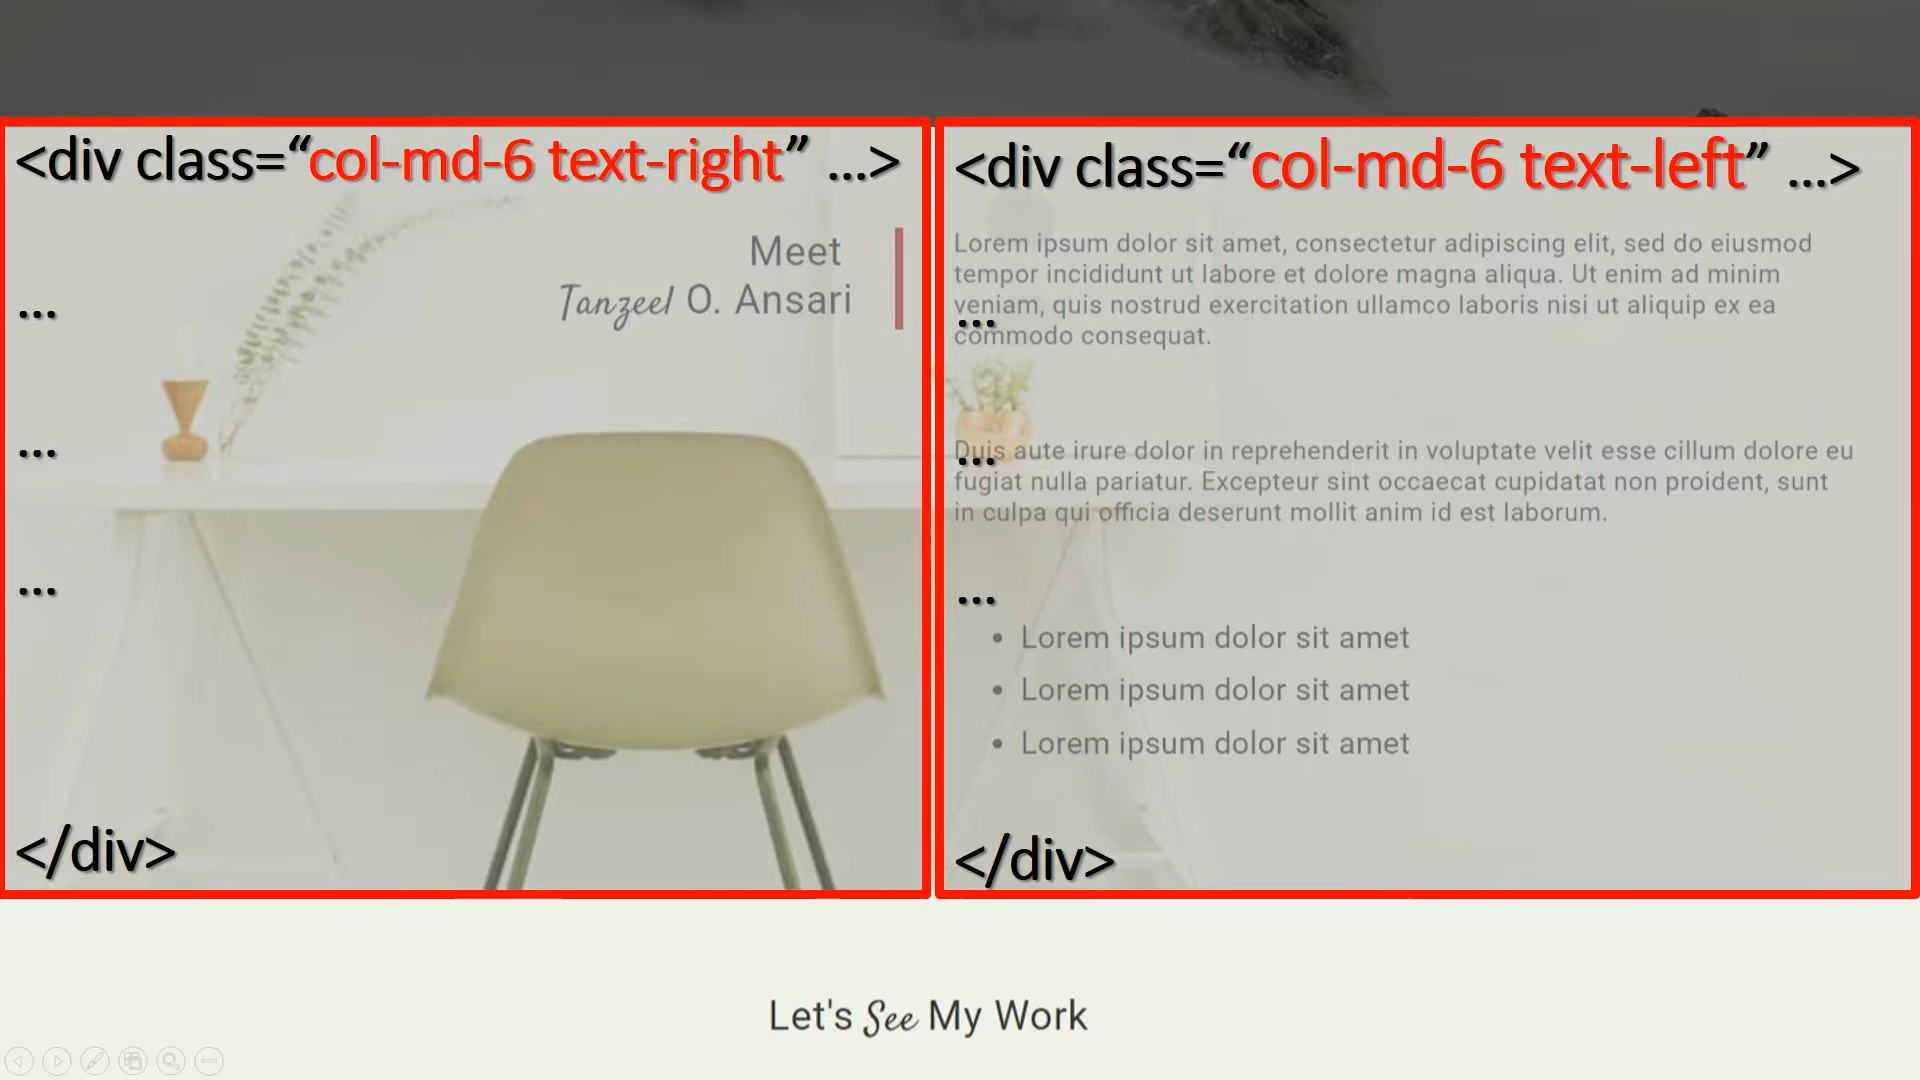 <div class=“col-md-6 text-right” ...>
Meet
Tanzeel O. Ansari
...
...
...
</div>
<div class=“col-md-6 text-left” ...>
Lorem ipsum dolor sit amet, consectetur adipiscing elit, sed do eiusmod
tempor incididunt ut labore et dolore magna aliqua. Ut enim ad minim
veniam, quis nostrud exercitation ullamco laboris nisi ut aliquip ex ea
...
commodo consequat.
Duis aute irure dolor in reprehenderit in voluptate velit esse cillum dolore eu
...
fugiat nulla pariatur. Excepteur sint occaecat cupidatat non proident, sunt
in culpa qui officia deserunt mollit anim id est laborum.
...
• Lorem ipsum dolor sit amet
• Lorem ipsum dolor sit amet
• Lorem ipsum dolor sit amet
</div>
Let's See My Work